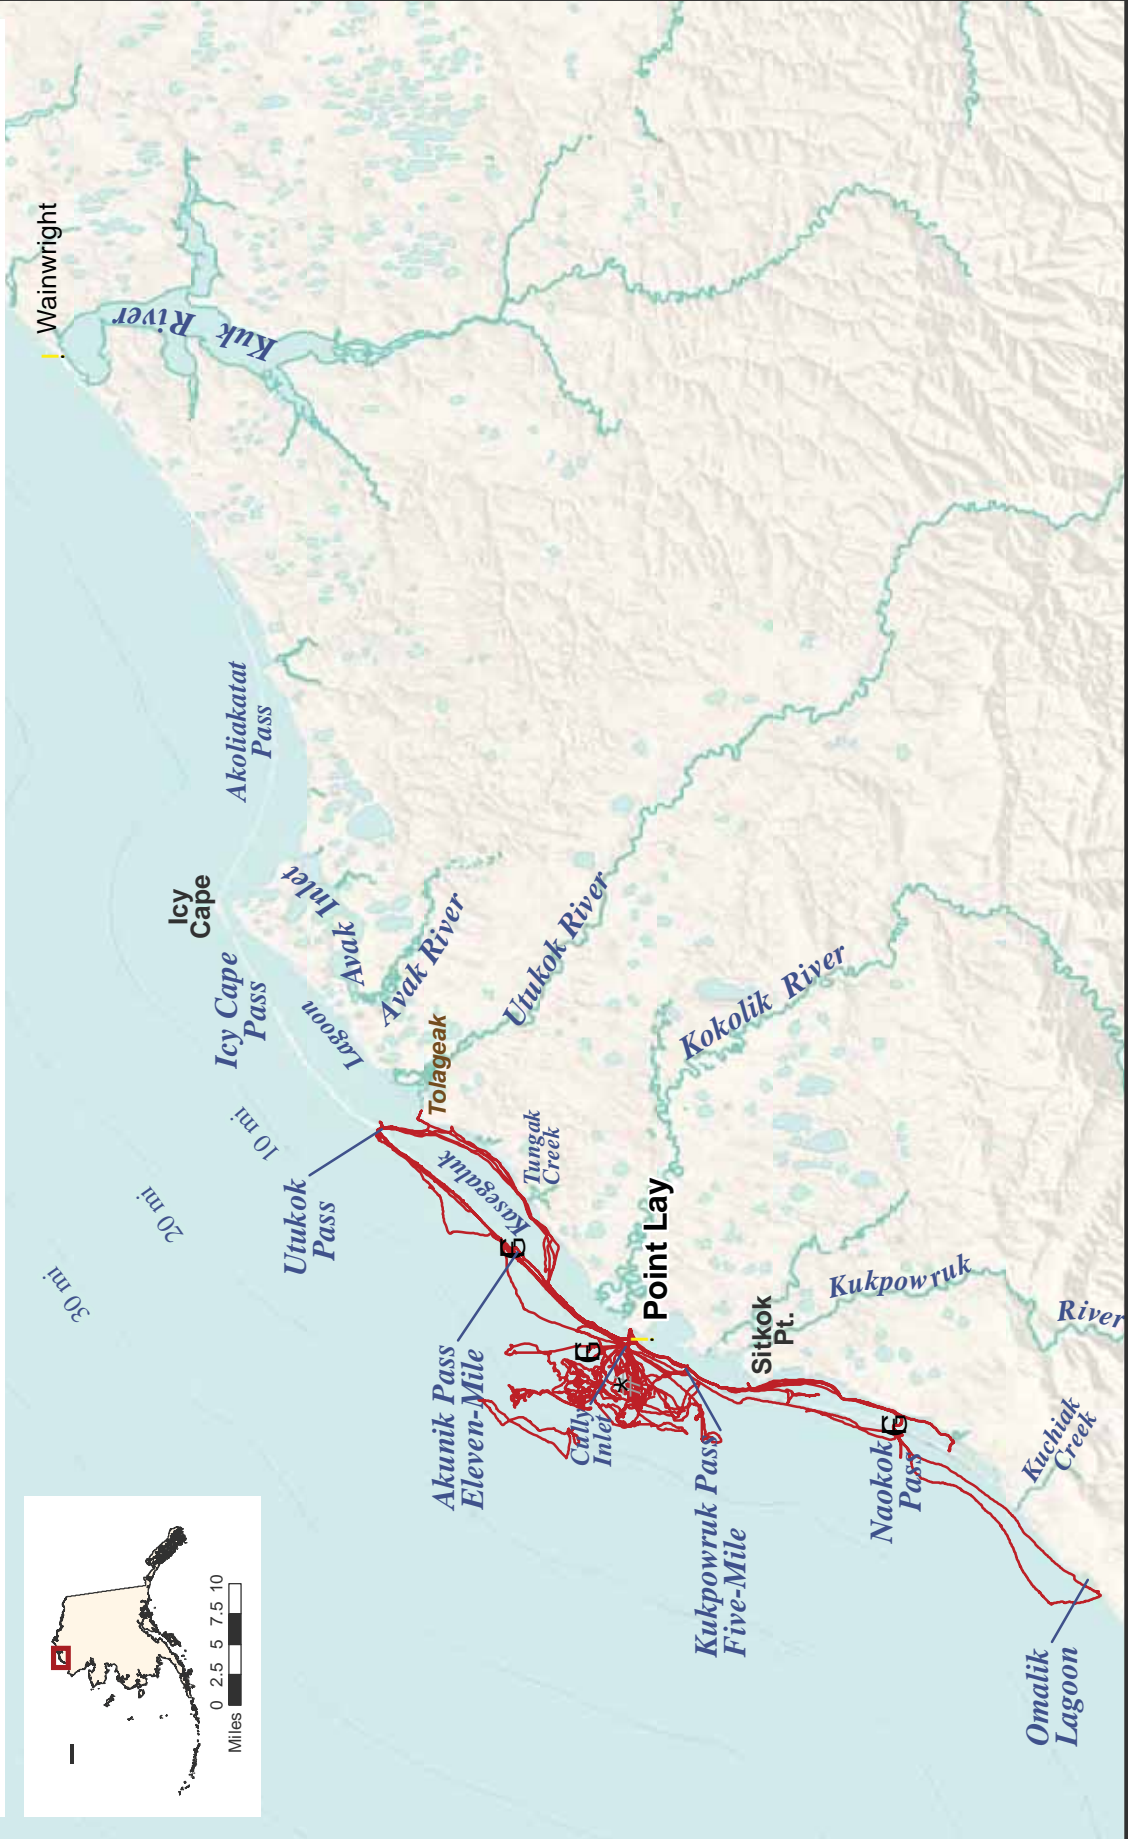 Wainwright
Kuk River
Akoliakatat
Pass
Icy
Cape
Icy Cape
Pass
Avak Inlet
Avak River
Lagoon
Kasegaluk
Utukok River
Tolageak
Kokolik River
Tungak
Creek
10 mi
20 mi
30 mi
Utukok
Pass
Point Lay
Akunik Pass
Eleven-Mile
Cully
Inlet
Sitkok
Pt.
Kukpowruk
River
Kukpowruk Pass
Five-Mile
Naokok
Pass
Kuchiak
Creek
Omalik
Lagoon
G
G
G
*
0 2.5 5 7.5 10
Miles